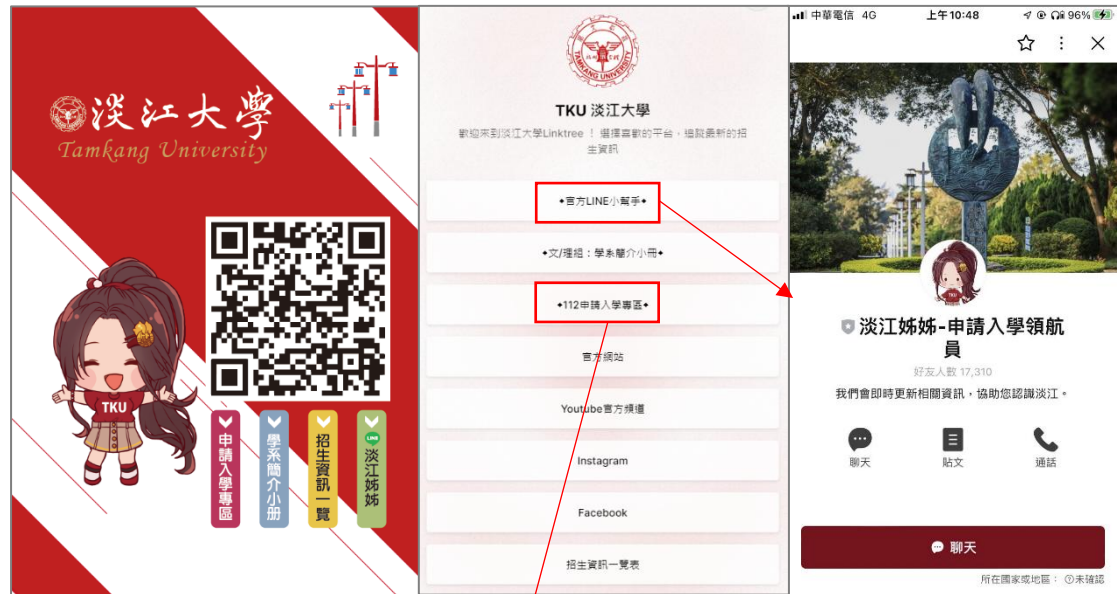 淡江大學
Tamkang University
TKU
申請入學專區
學系簡介小冊
招生資訊一覽
LINE
淡江姊姊
TAMKANG UNIVERSITY
TKU 淡江大學
歡迎來到淡江大學Linktree ！ 選擇喜歡的平台，追蹤最新的招
生資訊
◆官方LINE小幫手◆
◆文/理組：學系簡介小冊◆
◆112申請入學專區◆
官方網站
Youtube官方頻道
Instagram
Facebook
招生資訊一覽表
中華電信 4G
上午10:48
96%
TKU
淡江姊姊-申請入學領航
員
好友人數 17,310
我們會即時更新相關資訊，協助您認識淡江。
聊天
貼文
通話
聊天
所在國家或地區： ?未確認